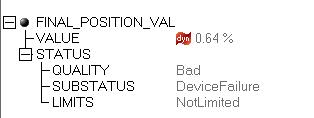 FINAL_POSITION_VAL
VALUE dyn 0.64 %
STATUS
QUALITY Bad
SUBSTATUS DeviceFailure
LIMITS NotLimited